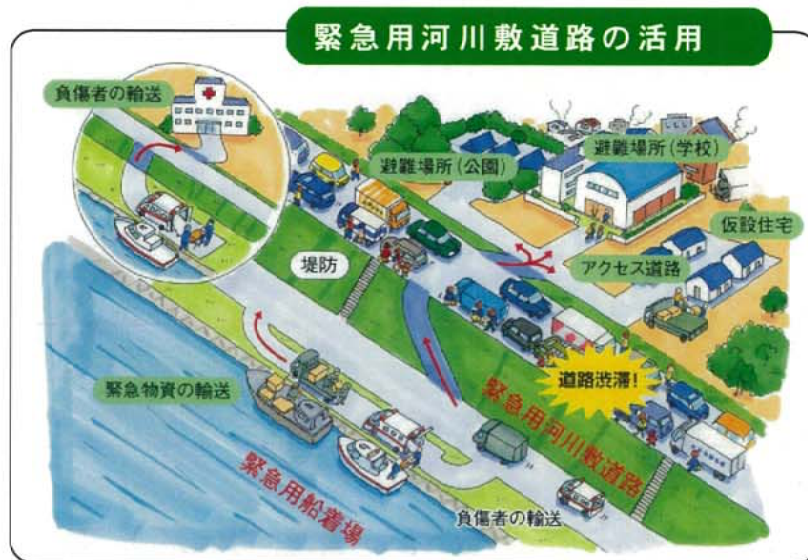 緊急用河川敷道路の活用
負傷者の輸送
避難場所(公園)
避難場所(学校)
仮設住宅
堤防
アクセス道路
道路渋滞!
緊急物資の輸送
緊急用河川敷道路
緊急用船着場
負傷者の輸送